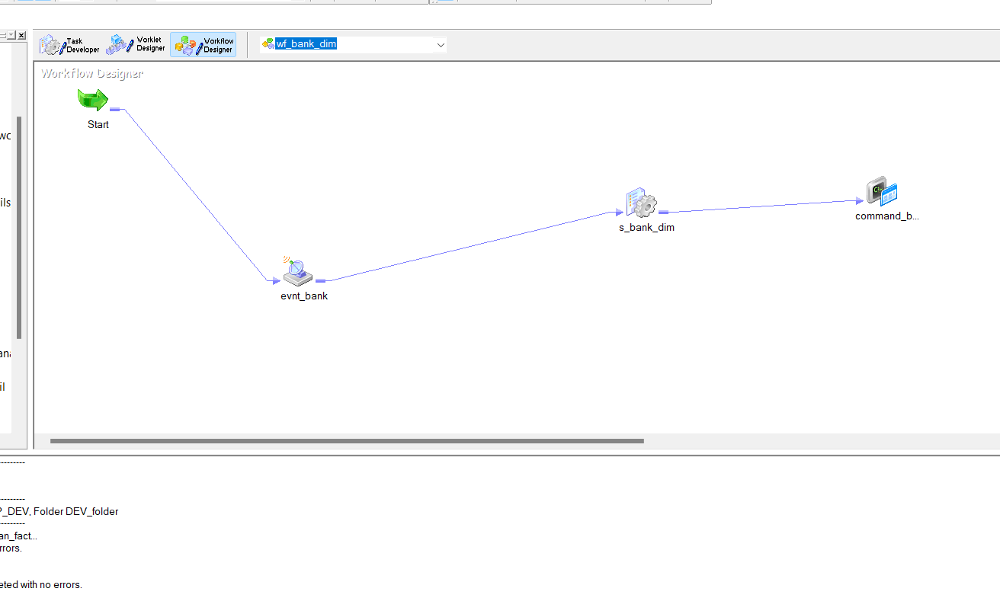 Task Developer
Worklet Designer
Workflow Designer
wf_bank_dim
Workflow Designer
Start
evnt_bank
s_bank_dim
command_b...
wo
ils
ana
il
---------
---------
P_DEV, Folder DEV_folder
---------
an_fact...
rrors.
eted with no errors.